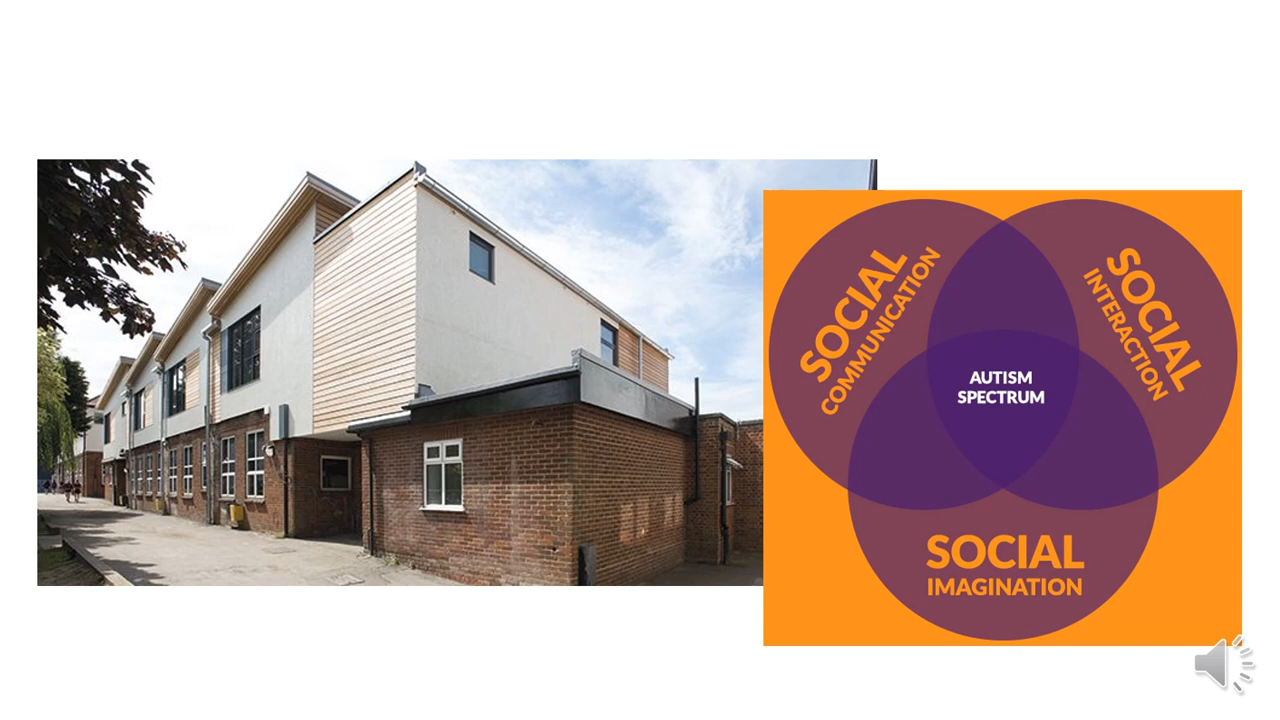 SOCIAL
COMMUNICATION
SOCIAL
INTERACTION
AUTISM
SPECTRUM
SOCIAL
IMAGINATION